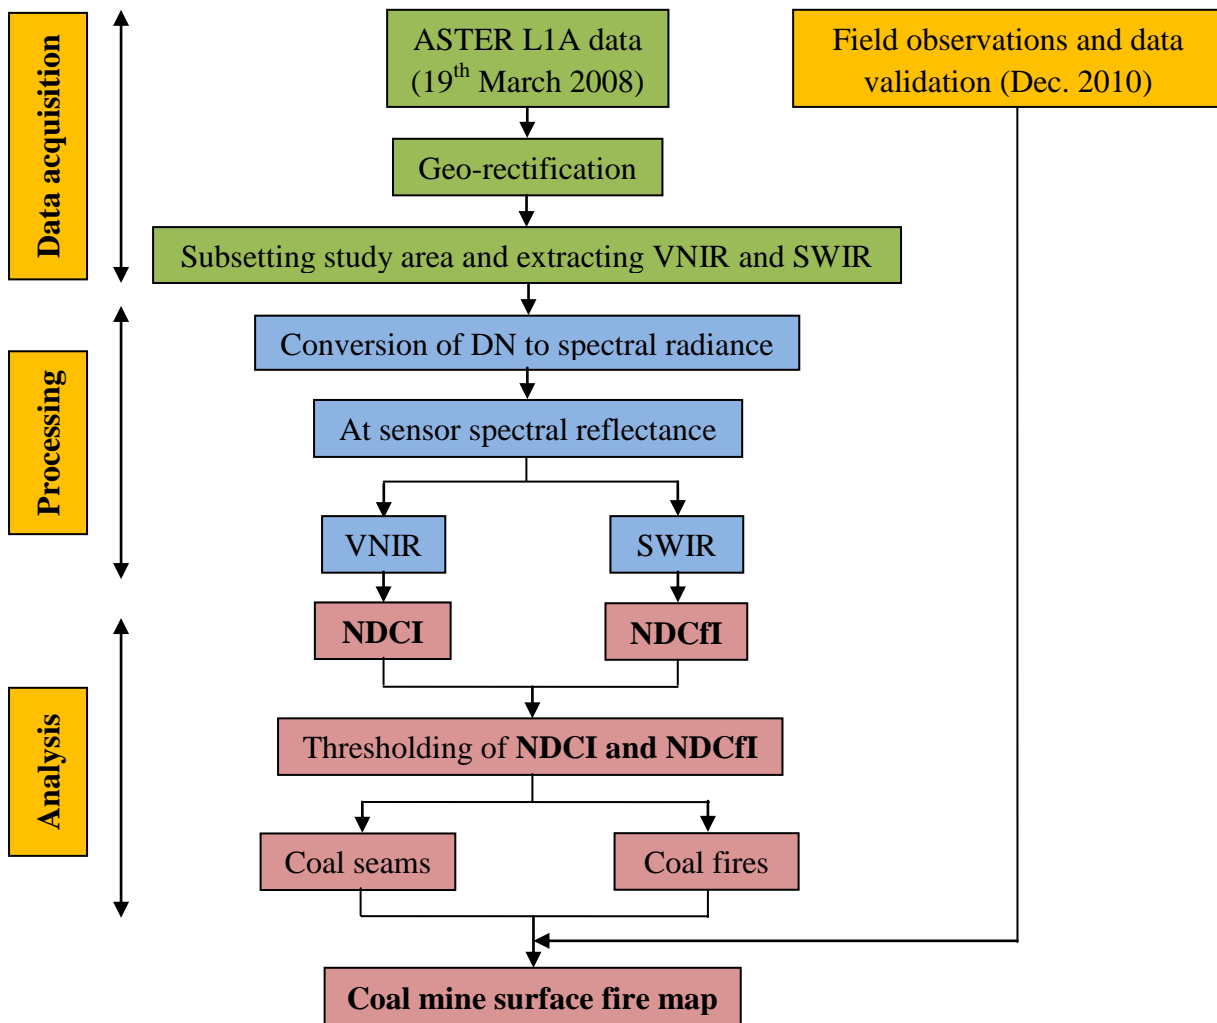 Data acquisition
ASTER L1A data
(19th March 2008)
Field observations and data
validation (Dec. 2010)
Geo-rectification
Subsetting study area and extracting VNIR and SWIR
Processing
Conversion of DN to spectral radiance
At sensor spectral reflectance
VNIR
SWIR
Analysis
NDCI
NDCfI
Thresholding of NDCI and NDCfI
Coal seams
Coal fires
Coal mine surface fire map